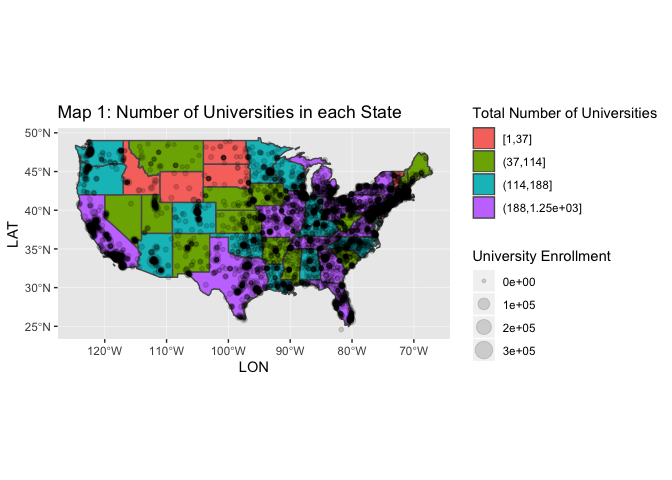 Map 1: Number of Universities in each State
50°N
45°N
40°N
35°N
30°N
25°N
LAT
120°W 110°W 100°W 90°W 80°W 70°W
LON
Total Number of Universities
[1,37]
(37,114]
(114,188]
(188,1.25e+03]
University Enrollment
0e+00
1e+05
2e+05
3e+05